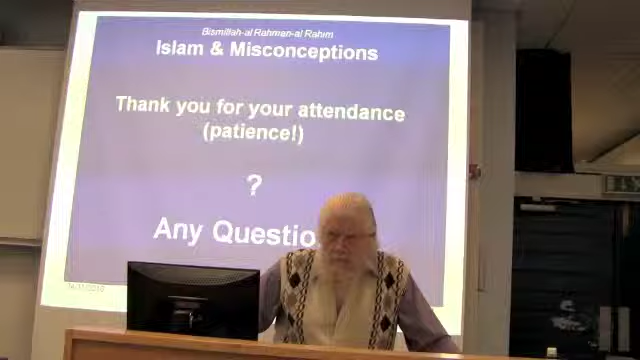 Bismillah-al Rahman-al Rahim
Islam & Misconceptions
Thank you for your attendance
(patience!)
?
Any Questio